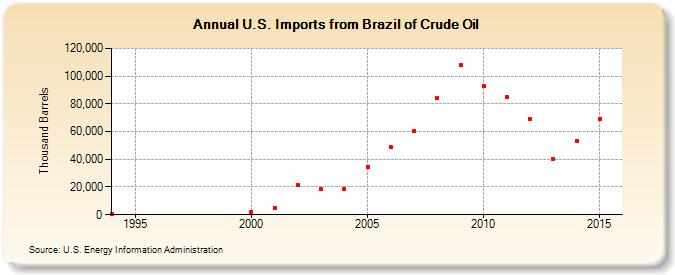 Annual U.S. Imports from Brazil of Crude Oil
Thousand Barrels
120,000
100,000
80,000
60,000
40,000
20,000
0
1995 2000 2005 2010 2015
Source: U.S. Energy Information Administration